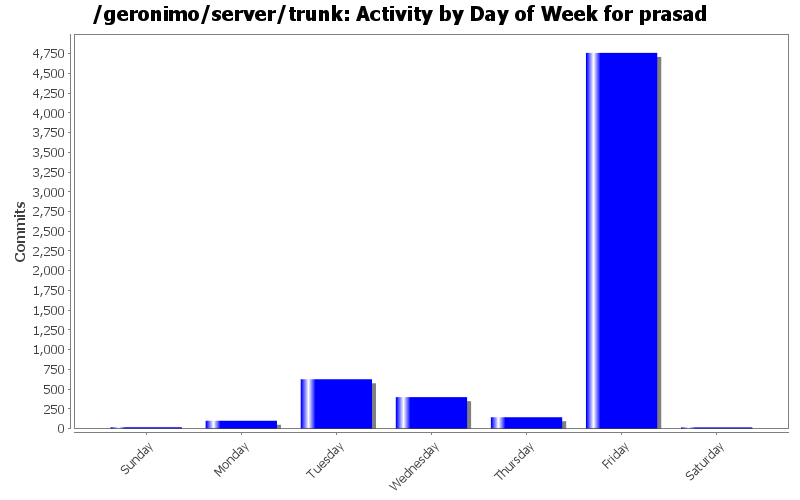 /geronimo/server/trunk: Activity by Day of Week for prasad
4,750
4,500
4,250
4,000
3,750
3,500
3,250
3,000
2,750
2,500
2,250
2,000
1,750
1,500
1,250
1,000
750
500
250
0
Commits
Sunday
Monday
Tuesday
Wednesday
Thursday
Friday
Saturday